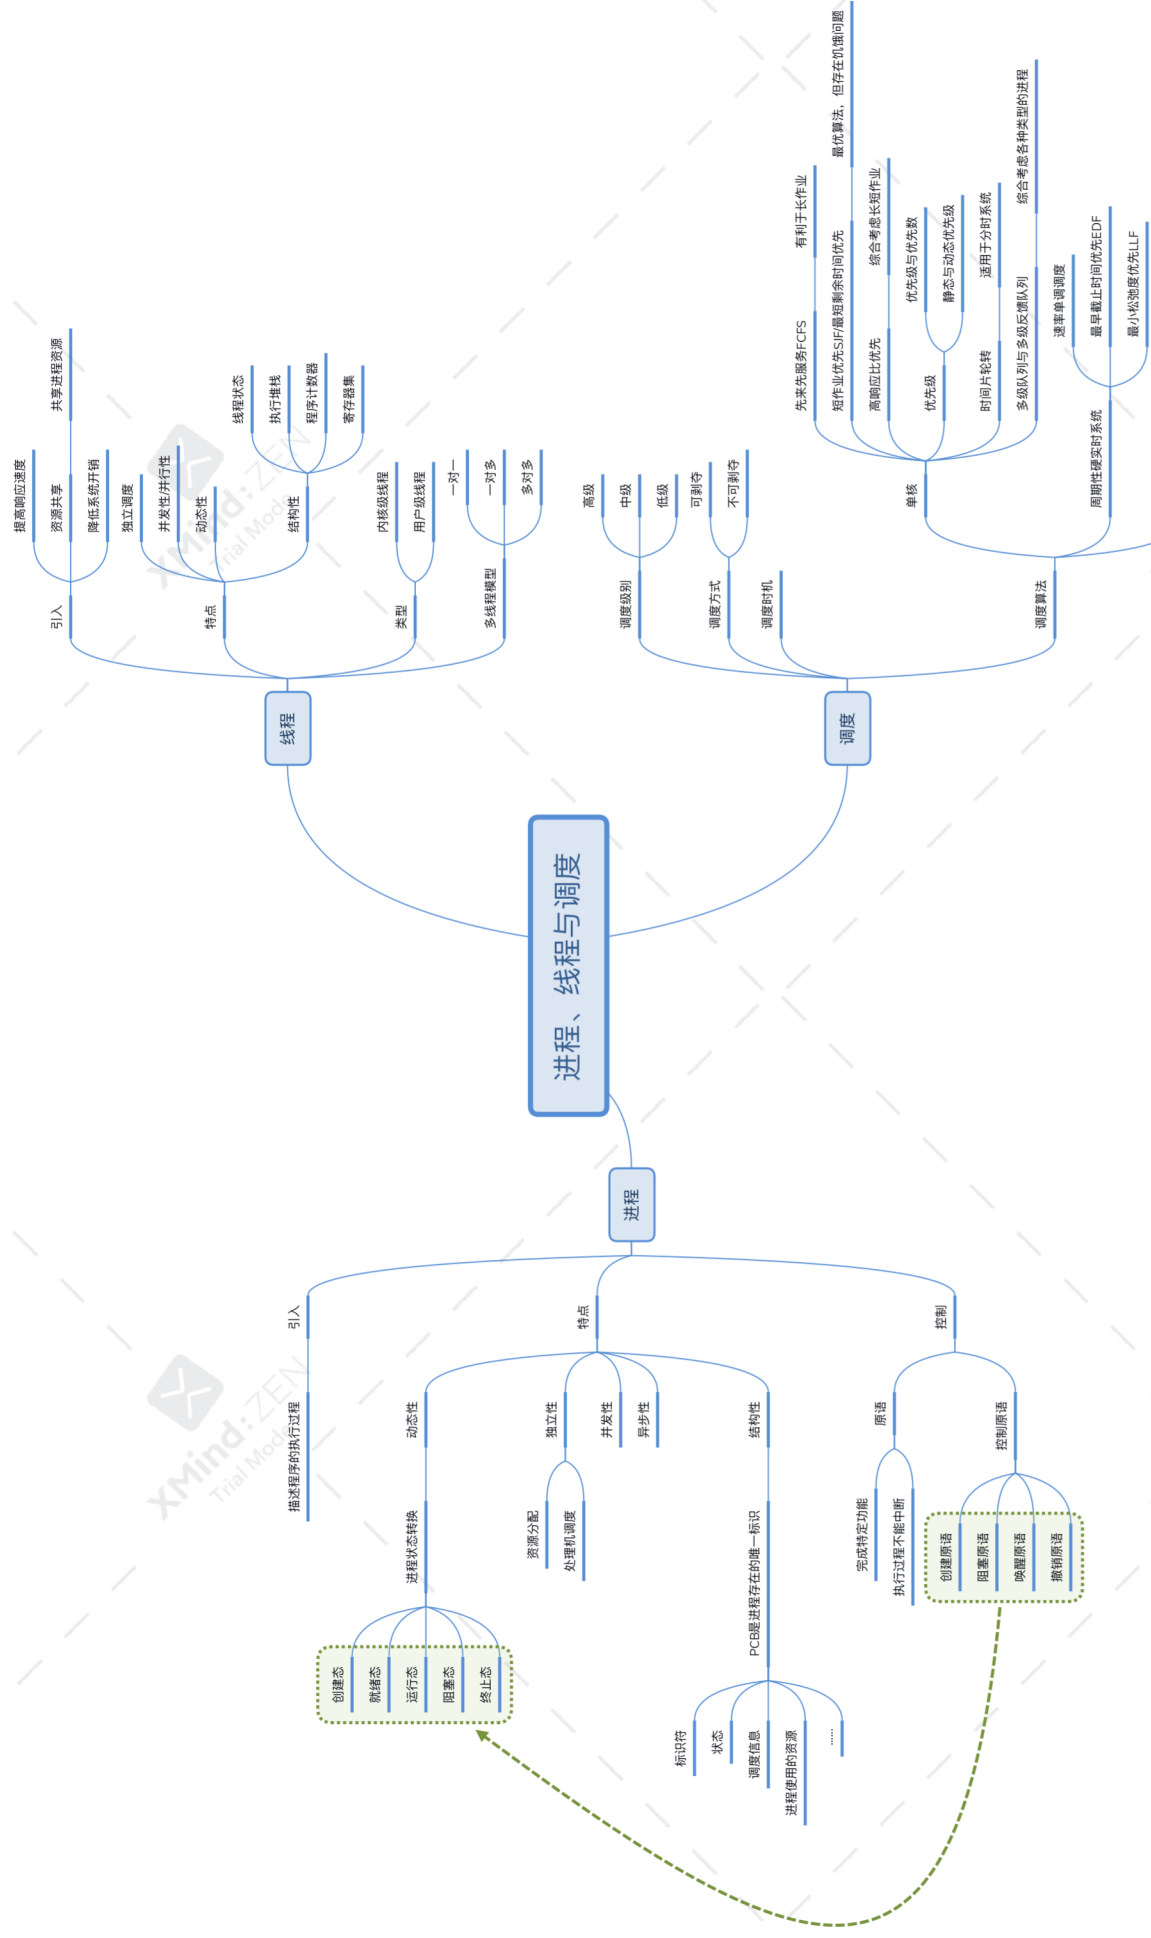 进程、线程与调度
进程
引入
描述程序的执行过程
特点
动态性
进程状态转换
创建态
就绪态
运行态
阻塞态
终止态
独立性
资源分配
处理机调度
并发性
异步性
结构性
PCB是进程存在的唯一标识
标识符
状态
调度信息
进程使用的资源
......
控制
原语
完成特定功能
执行过程不能中断
控制原语
创建原语
阻塞原语
唤醒原语
撤销原语
线程
引入
提高响应速度
资源共享
共享进程资源
降低系统开销
特点
独立调度
并发性/并行性
动态性
结构性
线程状态
执行堆栈
程序计数器
寄存器集
类型
内核级线程
用户级线程
多线程模型
一对一
一对多
多对多
调度
调度级别
高级
中级
低级
调度方式
可剥夺
不可剥夺
调度时机
调度算法
单核
先来先服务FCFS
有利于长作业
短作业优先SJF/最短剩余时间优先
最优算法，但存在饥饿问题
高响应比优先
综合考虑长短作业
优先级
优先级与优先数
静态与动态优先级
时间片轮转
适用于分时系统
多级队列与多级反馈队列
综合考虑各种类型的进程
周期性硬实时系统
速率单调调度
最早截止时间优先EDF
最小松弛度优先LLF
XMind:ZEN
Trial Mode
XMind:ZEN
Trial Mode